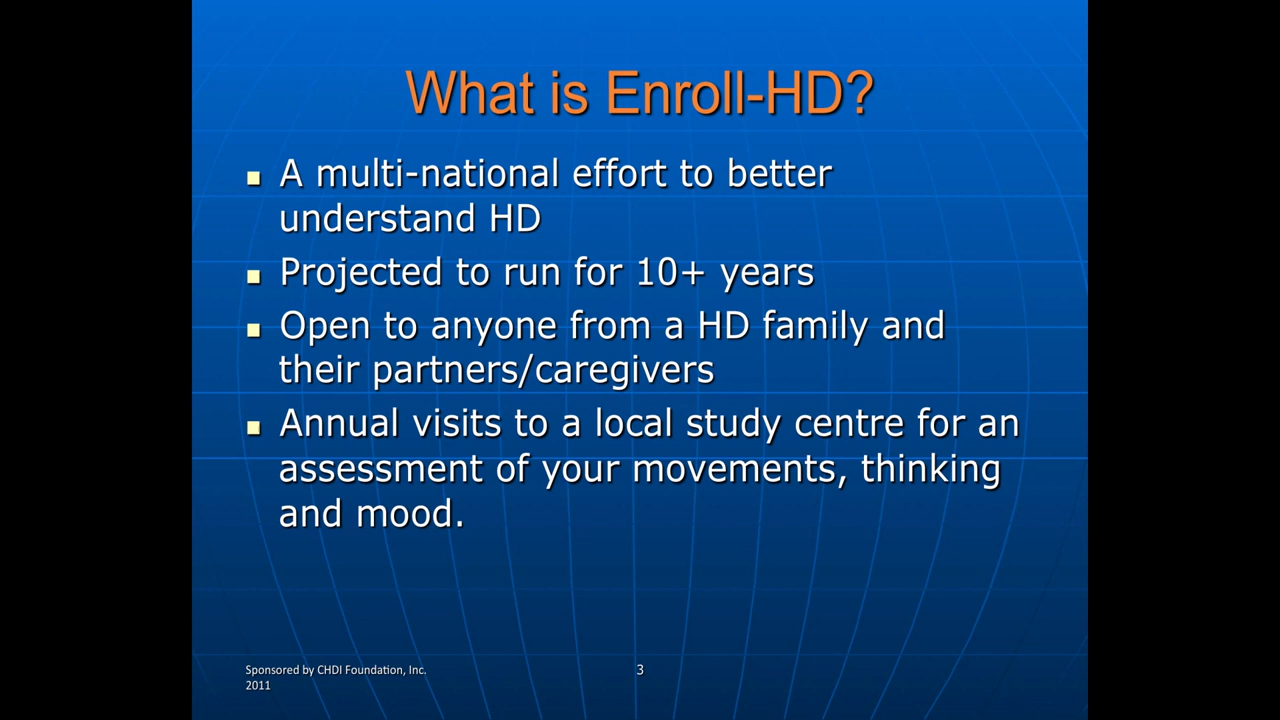 What is Enroll-HD?
■ A multi-national effort to better
understand HD
■ Projected to run for 10+ years
■ Open to anyone from a HD family and
their partners/caregivers
■ Annual visits to a local study centre for an
assessment of your movements, thinking
and mood.
Sponsored by CHDI Foundation, Inc.
2011
3